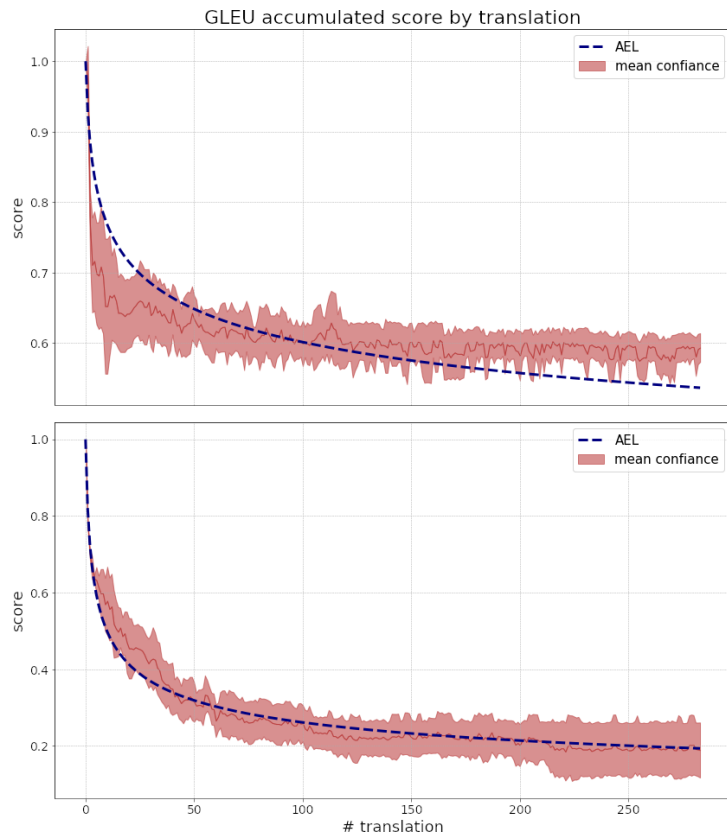 GLEU accumulated score by translation
AEL
mean confiance
1.0
0.9
0.8
0.7
0.6
score
AEL
mean confiance
1.0
0.8
0.6
0.4
0.2
score
0
50
100
150
200
250
# translation